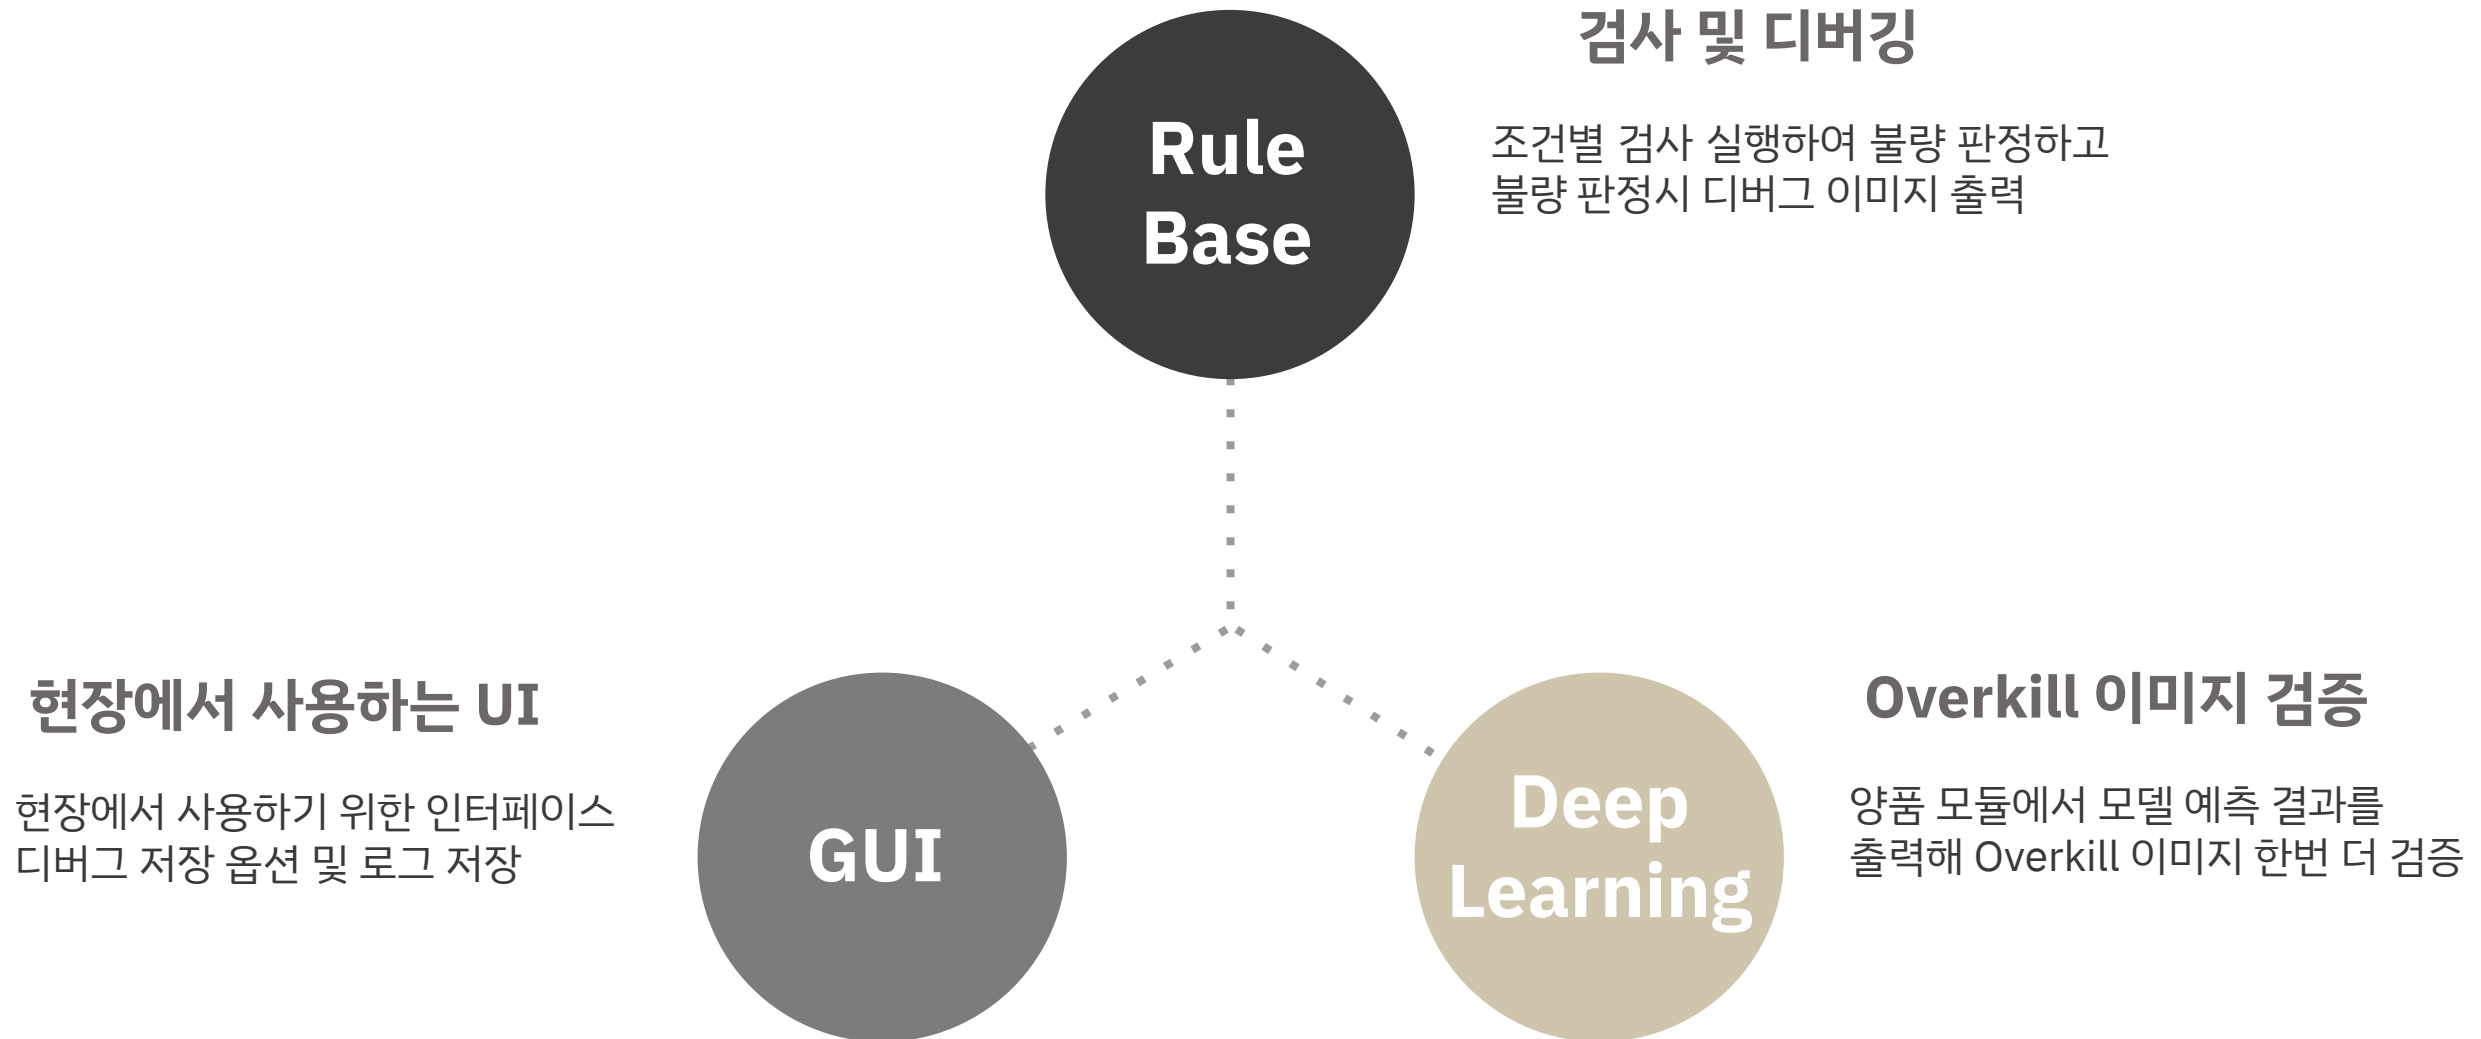 Rule
Base
검사 및 디버깅
조건별 검사 실행하여 불량 판정하고
불량 판정시 디버그 이미지 출력
현장에서 사용하는 UI
현장에서 사용하기 위한 인터페이스
디버그 저장 옵션 및 로그 저장
GUI
Deep
Learning
Overkill 이미지 검증
양품 모듈에서 모델 예측 결과를
출력해 Overkill 이미지 한번 더 검증